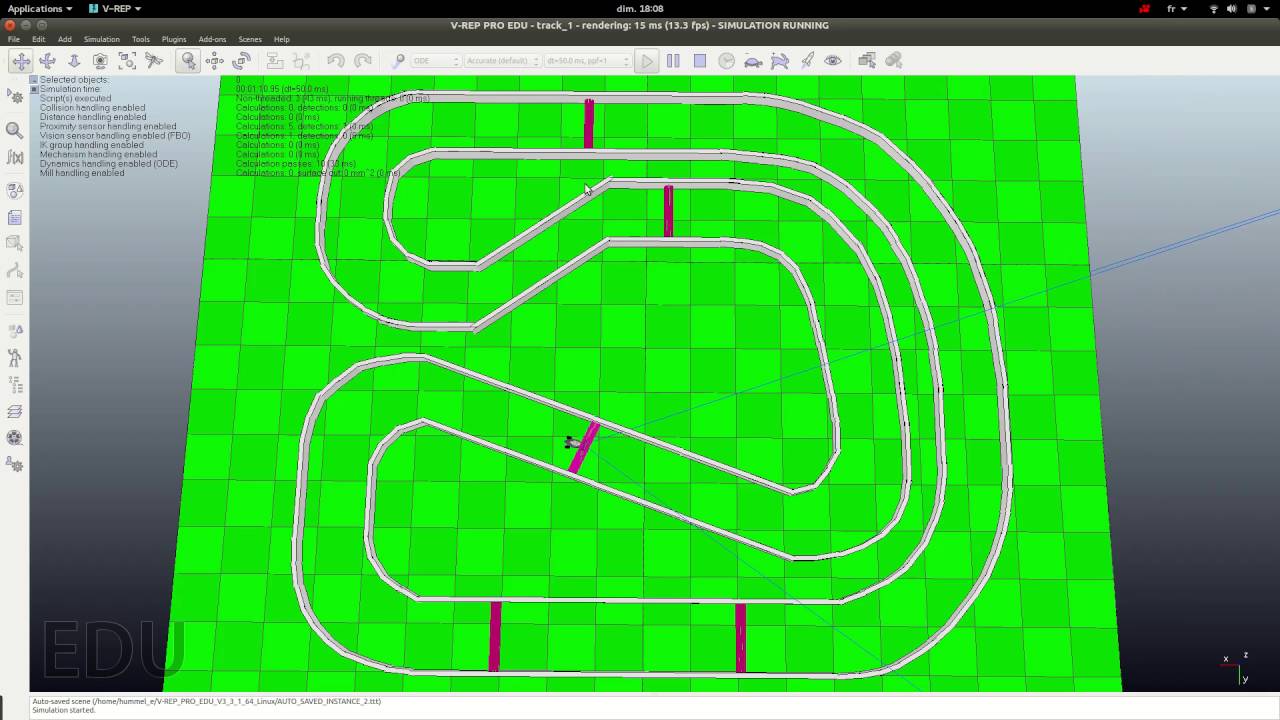 Applications V-REP dim. 18:08 fr
V-REP PRO EDU - track_1 - rendering: 15 ms (13.3 fps) - SIMULATION RUNNING
File Edit Add Simulation Tools Plugins Add-ons Scenes Help
ODE Accurate (default) dt=50.0 ms, ppf=1
Selected objects: 0
Simulation time: 00:01:10.95 (dt=50.0 ms)
Script(s) executed Non-threaded: 3 (43 ms), running threads: 0 (0 ms)
Collision handling enabled Calculations: 0, detections: 0 (0 ms)
Distance handling enabled Calculations: 0 (0 ms)
Proximity sensor handling enabled Calculations: 5, detections: (0 ms)
Vision sensor handling enabled (FBO) Calculations: 1, detections: 0 (0 ms)
IK group handling enabled Calculations: 0 (0 ms)
Mechanism handling enabled Calculations: 0 (0 ms)
Dynamics handling enabled (ODE) Calculation passes: 10 (33 ms)
Mill handling enabled Calculations: 0, surface cut: 0 mm^2 (0 ms)
EDU
x z
y
Auto-saved scene (/home/hummel_e/V-REP_PRO_EDU_V3_3_1_64_Linux/AUTO_SAVED_INSTANCE_2.ttt)
Simulation started.